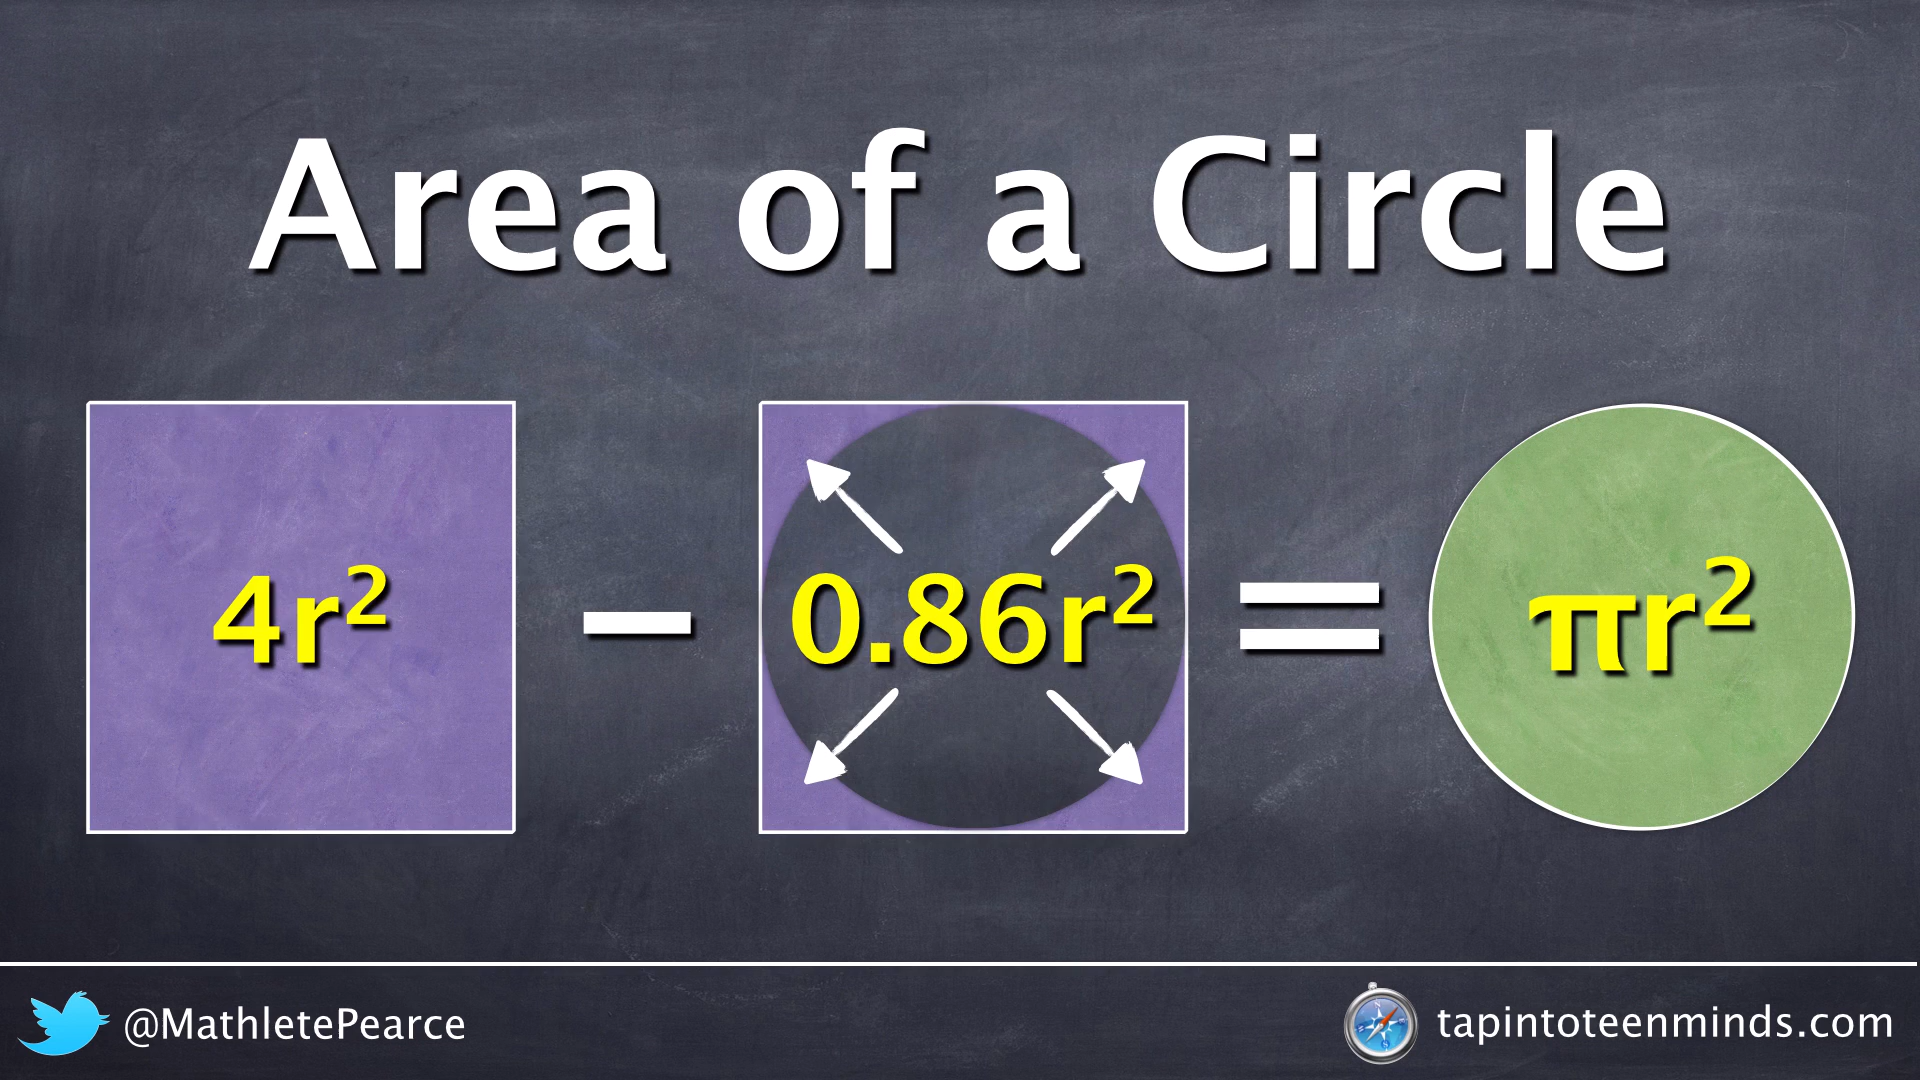 Area of a Circle
4r² – 0.86r² = πr²
@MathletePearce
tapintoteenminds.com